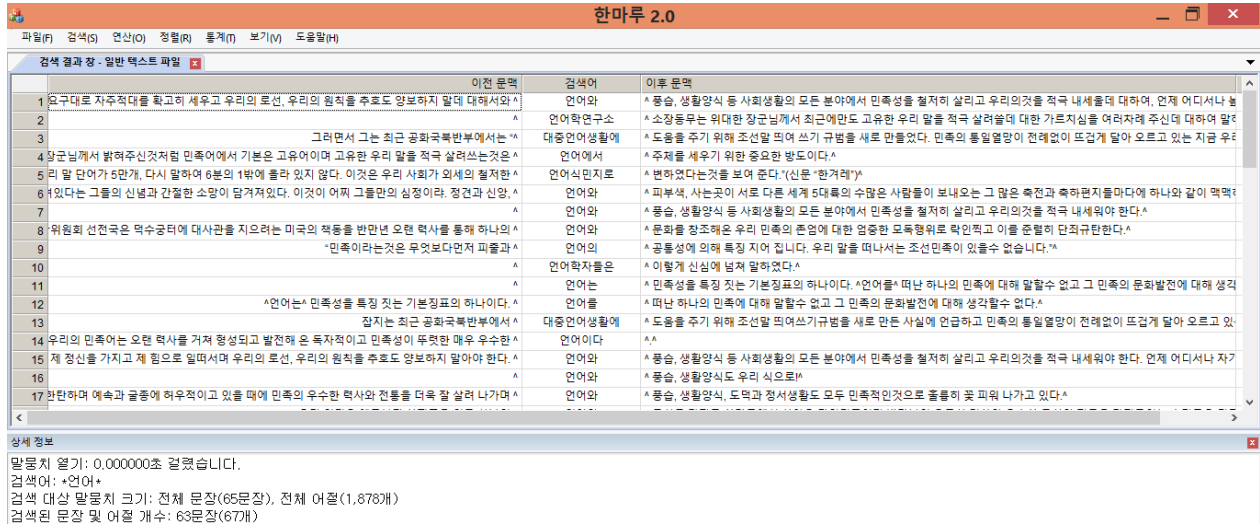 한마루 2.0
파일(F) 검색(S) 연산(O) 정렬(R) 통계(T) 보기(V) 도움말(H)
검색 결과 창 - 일반 텍스트 파일
이전 문맥 검색어 이후 문맥
1 요구대로 자주적대를 확고히 세우고 우리의 로선, 우리의 원칙을 추호도 양보하지 말데 대해서와 ^ 언어와 ^ 풍습, 생활양식 등 사회생활의 모든 분야에서 민족성을 철저히 살리고 우리의것을 적극 내세울데 대하여, 언제 어디서나
2 ^ 언어학연구소 ^ 소장동무는 위대한 장군님께서 최근에만도 고유한 우리 말을 적극 살려쓸데 대한 가르치심을 여러차례 주신데 대하여
3 그러면서 그는 최근 공화국북반부에서는 "^ 대중언어생활에 ^ 도움을 주기 위해 조선말 띄여 쓰기 규범을 새로 만들었다. 민족의 통일열망이 전례없이 뜨겁게 달아 오르고 있는 지금
4 장군님께서 밝혀주신것처럼 민족어에서 기본은 고유어이며 고유한 우리 말을 적극 살려쓰는것은 ^ 언어에서 ^ 주제를 세우기 위한 중요한 방도이다.^
5 리 말 단어가 5만개, 다시 말하여 6분의 1밖에 올라 있지 않다. 이것은 우리 사회가 외세의 철저한 ^ 언어식민지로 ^ 변하였다는것을 보여 준다."(신문 "한겨레")^
6 있다는 그들의 신념과 간절한 소망이 담겨져있다. 이것이 어찌 그들만의 심정이랴. 정견과 신앙, ^ 언어와 ^ 피부색, 사는곳이 서로 다른 세계 5대륙의 수많은 사람들이 보내오는 그 많은 축전과 축하편지들마다에 하나와 같이
7 ^ 언어와 ^ 풍습, 생활양식 등 사회생활의 모든 분야에서 민족성을 철저히 살리고 우리의것을 적극 내세워야 한다.^
8 위원회 선전국은 덕수궁터에 대사관을 지으려는 미국의 책동을 반만년 오랜 력사를 통해 하나의 ^ 언어와 ^ 문화를 창조해온 우리 민족의 존엄에 대한 엄중한 모독행위로 락인찍고 이를 준렬히 단죄규탄한다.^
9 "민족이라는것은 무엇보다먼저 피줄과 ^ 언어의 ^ 공통성에 의해 특징 지어 집니다. 우리 말을 떠나서는 조선민족이 있을수 없습니다."^
10 ^ 언어학자들은 ^ 이렇게 신심에 넘쳐 말하였다.^
11 ^ 언어는 ^ 민족성을 특징 짓는 기본징표의 하나이다. ^언어를^ 떠난 하나의 민족에 대해 말할수 없고 그 민족의 문화발전에 대해
12 ^언어는^ 민족성을 특징 짓는 기본징표의 하나이다. ^ 언어를 ^ 떠난 하나의 민족에 대해 말할수 없고 그 민족의 문화발전에 대해 생각할수 없다.^
13 잡지는 최근 공화국북반부에서 ^ 대중언어생활에 ^ 도움을 주기 위해 조선말 띄여쓰기규범을 새로 만든 사실에 언급하고 민족의 통일열망이 전례없이 뜨겁게 달아 오르고
14 우리의 민족어는 오랜 력사를 거쳐 형성되고 발전해 온 독자적이고 민족성이 뚜렷한 매우 우수한 ^ 언어이다 ^.^
15 제 정신을 가지고 제 힘으로 일떠서며 우리의 로선, 우리의 원칙을 추호도 양보하지 말아야 한다. ^ 언어와 ^ 풍습, 생활양식 등 사회생활의 모든 분야에서 민족성을 철저히 살리고 우리의것을 적극 내세워야 한다. 언제 어디서나
16 ^ 언어와 ^ 풍습, 생활양식도 우리 식으로!^
17 한탄하며 예속과 굴종에 허우적이고 있을 때에 민족의 우수한 력사와 전통을 더욱 잘 살려 나가며 ^ 언어와 ^ 풍습, 생활양식, 도덕과 정서생활도 모두 민족적인것으로 훌륭히 꽃 피워 나가고 있다.^
상세 정보
말뭉치 열기: 0.000000초 걸렸습니다.
검색어: *언어*
검색 대상 말뭉치 크기: 전체 문장(65문장), 전체 어절(1,878개)
검색된 문장 및 어절 개수: 63문장(67개)